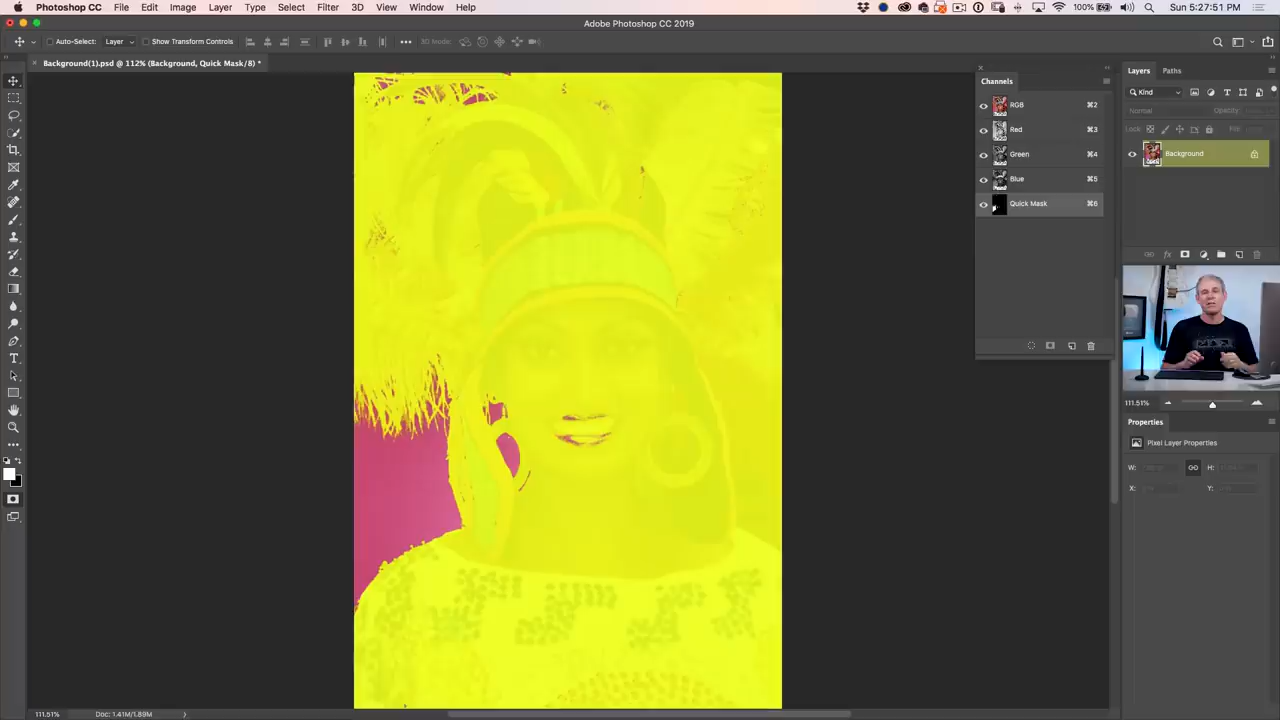 Photoshop CC File Edit Image Layer Type Select Filter 3D View Window Help 100% Sun 5:27:51 PM
Adobe Photoshop CC 2019
Auto-Select: Layer Show Transform Controls 3D Mode:
Background(1).psd @ 112% (Background, Quick Mask/8) *
Channels
RGB ⌘2
Red ⌘3
Green ⌘4
Blue ⌘5
Quick Mask ⌘6
Layers Paths
Kind
Normal Opacity:
Lock: Fill:
Background
111.51%
Properties
Pixel Layer Properties
W: H:
X: Y:
111.51% Doc: 1.41M/1.89M